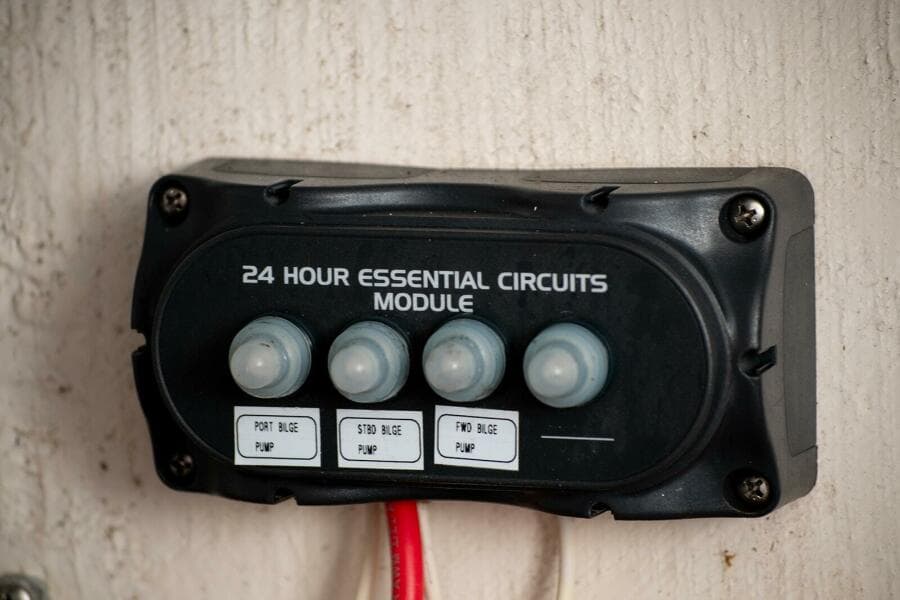 24 HOUR ESSENTIAL CIRCUITS
MODULE
PORT BILGE
PUMP
STBD BILGE
PUMP
FWD BILGE
PUMP